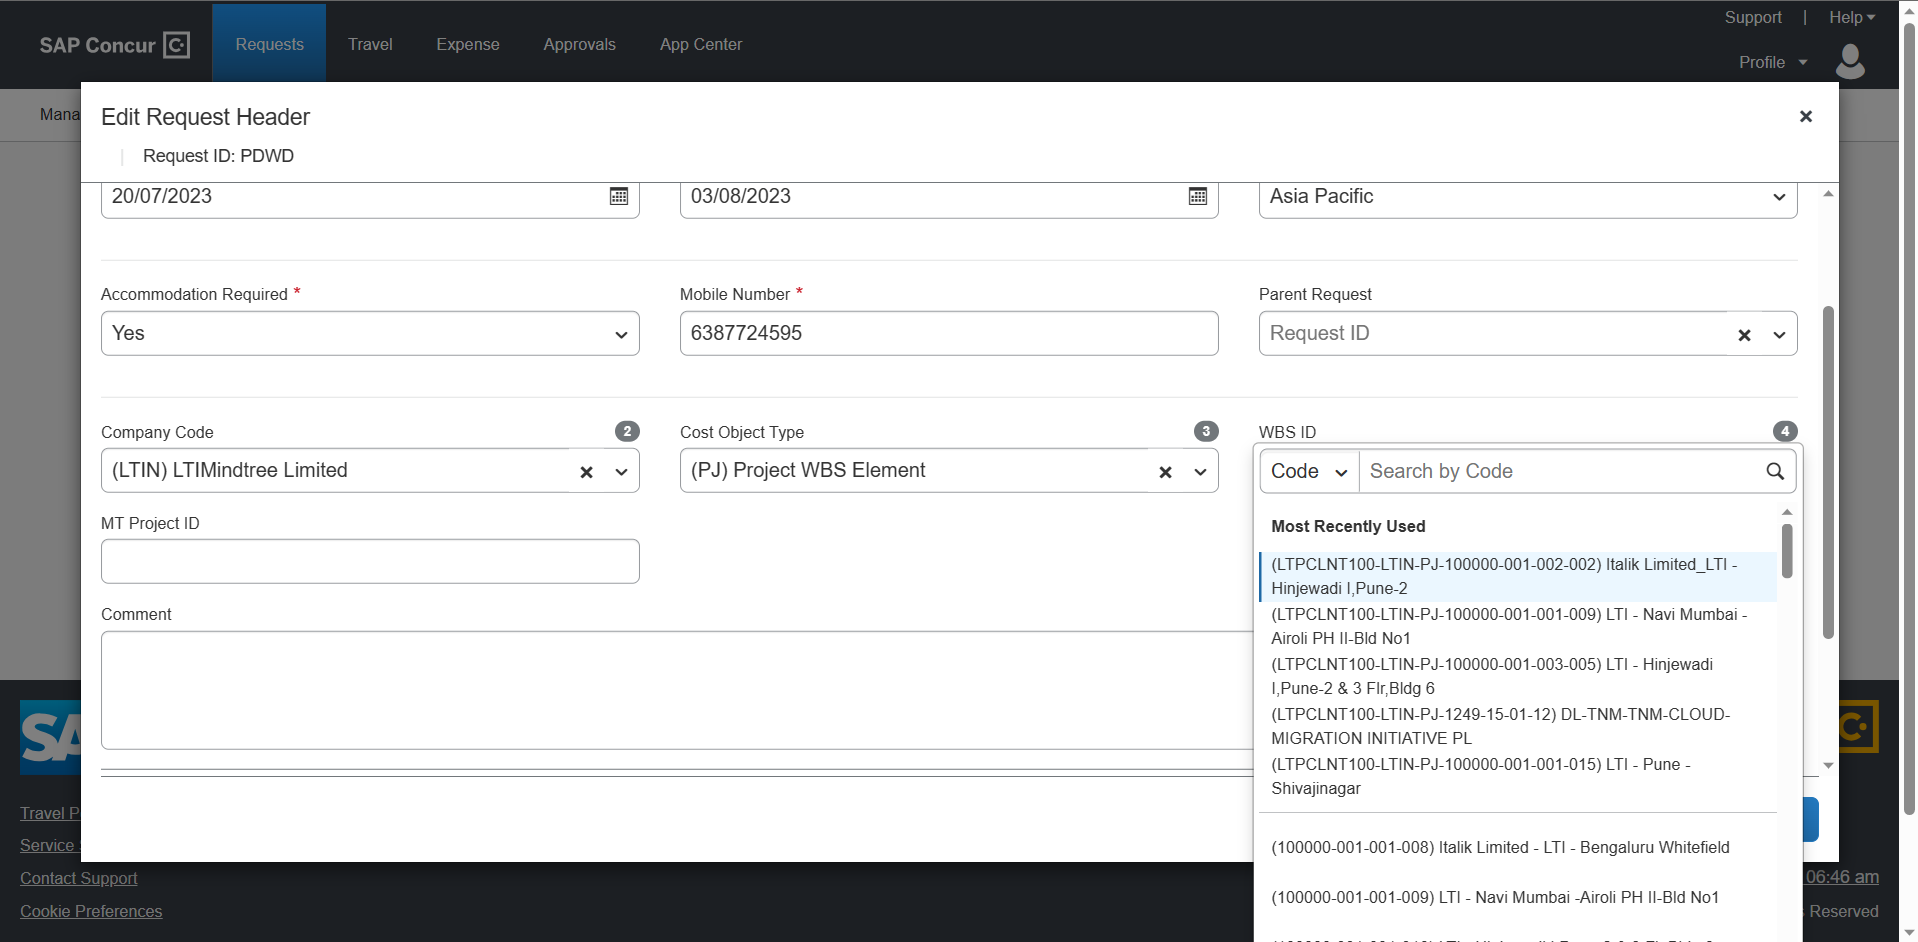 SAP Concur
Requests
Travel
Expense
Approvals
App Center
Support
|
Help
Profile
Mana
Edit Request Header
Request ID: PDWD
20/07/2023
03/08/2023
Asia Pacific
Accommodation Required *
Mobile Number *
Parent Request
Yes
6387724595
Request ID
Company Code
2
Cost Object Type
3
WBS ID
4
(LTIN) LTIMindtree Limited
(PJ) Project WBS Element
Code
Search by Code
MT Project ID
Most Recently Used
(LTPCLNT100-LTIN-PJ-100000-001-002-002) Italik Limited_LTI -
Hinjewadi I,Pune-2
(LTPCLNT100-LTIN-PJ-100000-001-001-009) LTI - Navi Mumbai -
Airoli PH II-Bld No1
(LTPCLNT100-LTIN-PJ-100000-001-003-005) LTI - Hinjewadi
I,Pune-2 & 3 Flr,Bldg 6
(LTPCLNT100-LTIN-PJ-1249-15-01-12) DL-TNM-TNM-CLOUD-
MIGRATION INITIATIVE PL
(LTPCLNT100-LTIN-PJ-100000-001-001-015) LTI - Pune -
Shivajinagar
(100000-001-001-008) Italik Limited - LTI - Bengaluru Whitefield
(100000-001-001-009) LTI - Navi Mumbai -Airoli PH II-Bld No1
Comment
SA
Travel P
Service
Contact Support
Cookie Preferences
06:46 am
Reserved